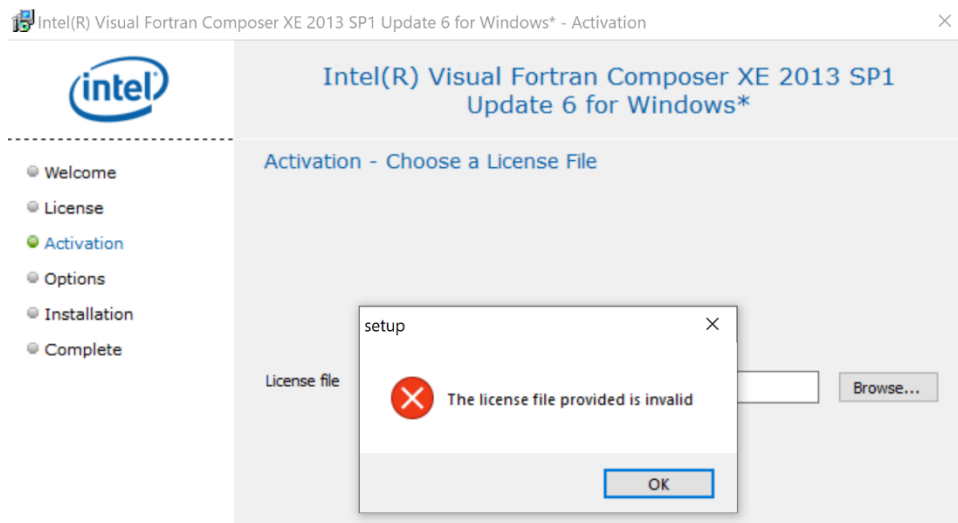 Intel(R) Visual Fortran Composer XE 2013 SP1 Update 6 for Windows* - Activation
intel
Intel(R) Visual Fortran Composer XE 2013 SP1
Update 6 for Windows*
Activation - Choose a License File
Welcome
License
Activation
Options
Installation
Complete
License file
Browse...
setup
The license file provided is invalid
OK